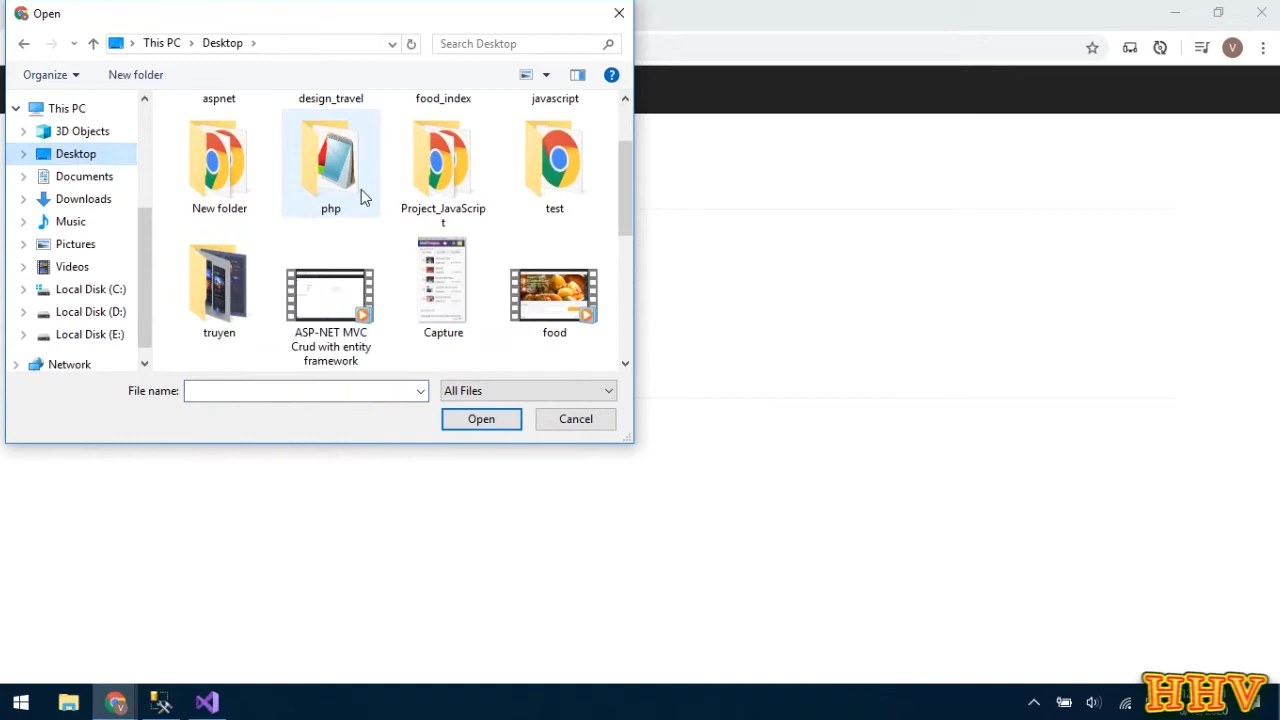 Open
This PC
Desktop
Search Desktop
V
Organize
New folder
?
This PC
3D Objects
Desktop
Documents
Downloads
Music
Pictures
Videos
Local Disk (C:)
Local Disk (D:)
Local Disk (E:)
Network
aspnet
design_travel
food_index
javascript
New folder
php
Project_JavaScrip
t
test
truyen
ASP-NET MVC
Crud with entity
framework
Capture
food
File name:
All Files
Open
Cancel
HHV